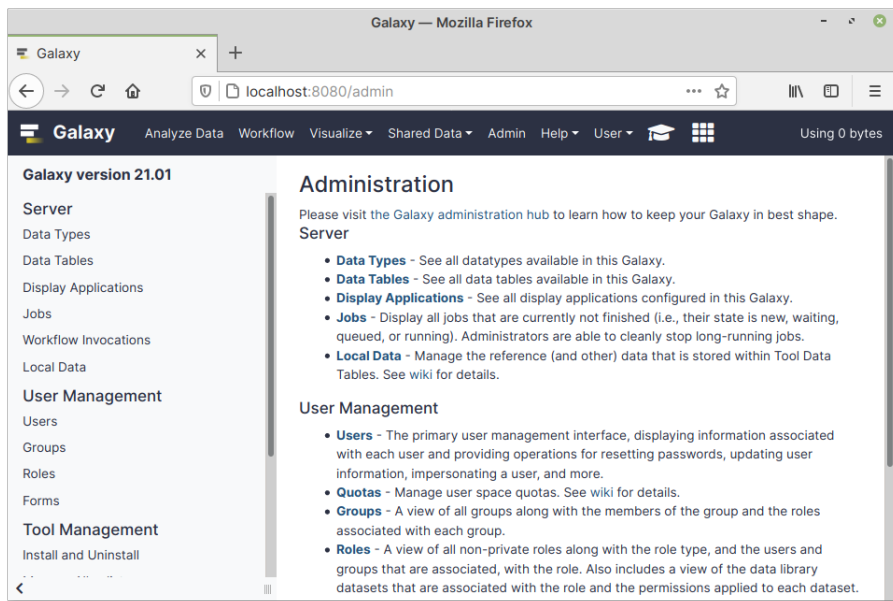 Galaxy — Mozilla Firefox
Galaxy
localhost:8080/admin
Galaxy Analyze Data Workflow Visualize Shared Data Admin Help User Using 0 bytes
Galaxy version 21.01
Server
Data Types
Data Tables
Display Applications
Jobs
Workflow Invocations
Local Data
User Management
Users
Groups
Roles
Forms
Tool Management
Install and Uninstall
Administration
Please visit the Galaxy administration hub to learn how to keep your Galaxy in best shape.
Server
• Data Types - See all datatypes available in this Galaxy.
• Data Tables - See all data tables available in this Galaxy.
• Display Applications - See all display applications configured in this Galaxy.
• Jobs - Display all jobs that are currently not finished (i.e., their state is new, waiting,
queued, or running). Administrators are able to cleanly stop long-running jobs.
• Local Data - Manage the reference (and other) data that is stored within Tool Data
Tables. See wiki for details.
User Management
• Users - The primary user management interface, displaying information associated
with each user and providing operations for resetting passwords, updating user
information, impersonating a user, and more.
• Quotas - Manage user space quotas. See wiki for details.
• Groups - A view of all groups along with the members of the group and the roles
associated with each group.
• Roles - A view of all non-private roles along with the role type, and the users and
groups that are associated, with the role. Also includes a view of the data library
datasets that are associated with the role and the permissions applied to each dataset.